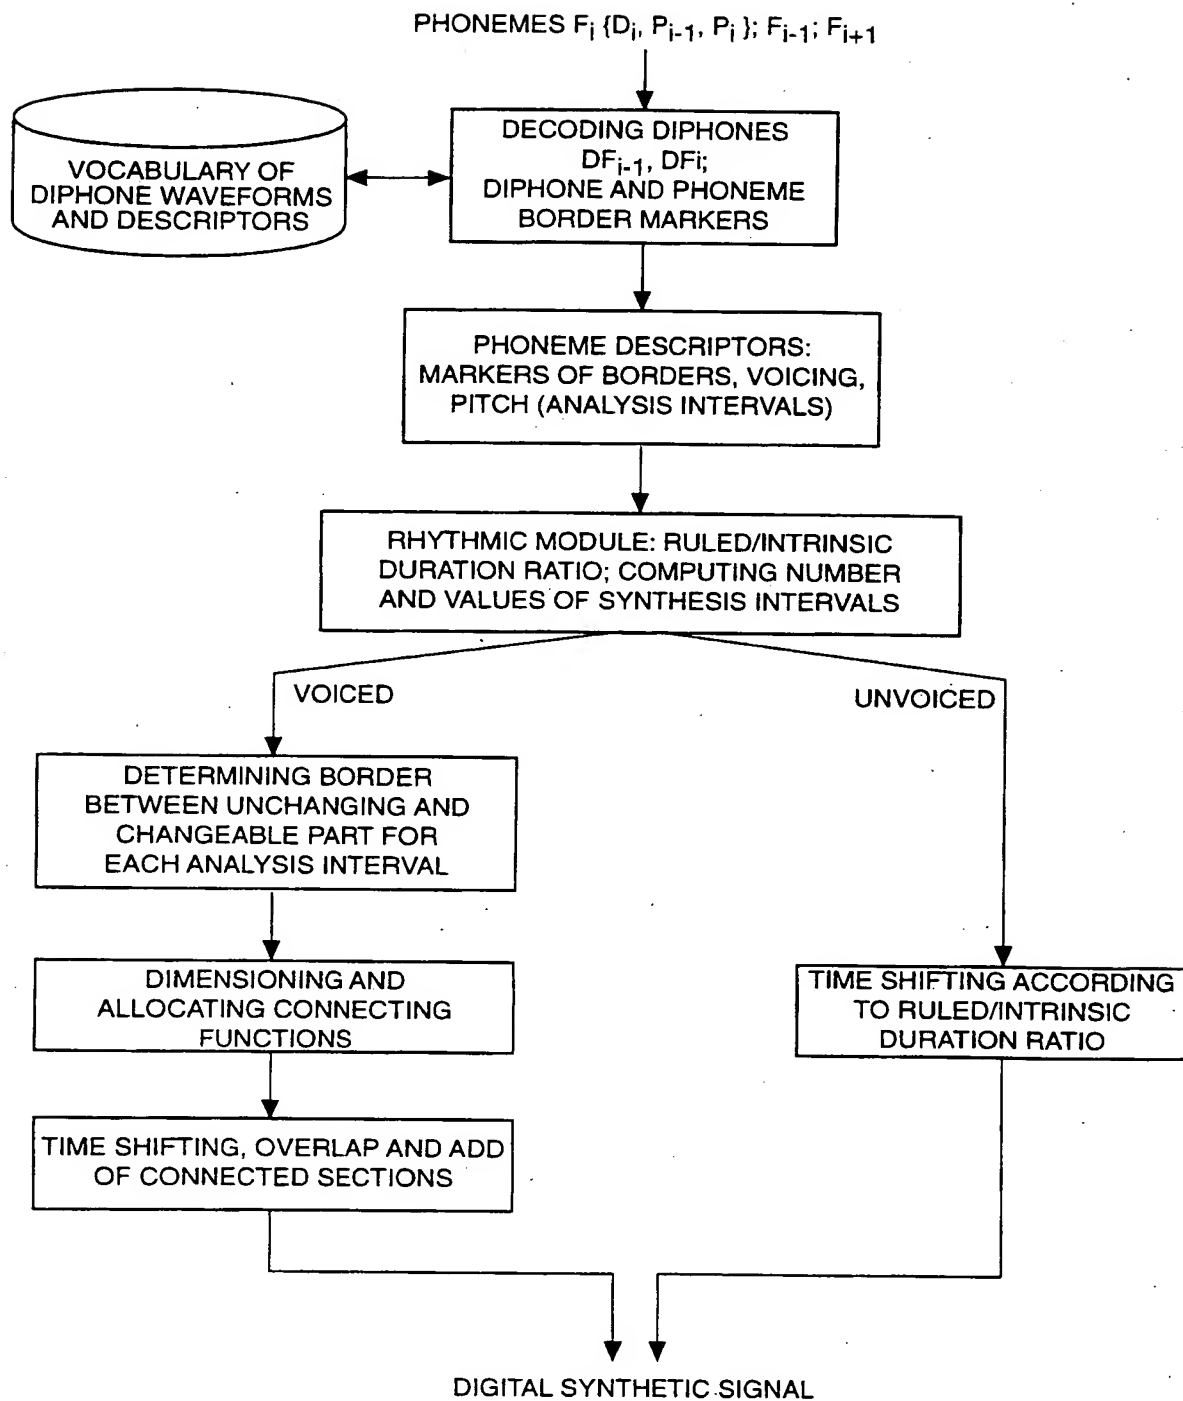 PHONEMES Fi {Di, Pi-1, Pi }; Fi-1; Fi+1
VOCABULARY OF
DIPHONE WAVEFORMS
AND DESCRIPTORS
DECODING DIPHONES
DFi-1, DFi;
DIPHONE AND PHONEME
BORDER MARKERS
PHONEME DESCRIPTORS:
MARKERS OF BORDERS, VOICING,
PITCH (ANALYSIS INTERVALS)
RHYTHMIC MODULE: RULED/INTRINSIC
DURATION RATIO; COMPUTING NUMBER
AND VALUES OF SYNTHESIS INTERVALS
VOICED
UNVOICED
DETERMINING BORDER
BETWEEN UNCHANGING AND
CHANGEABLE PART FOR
EACH ANALYSIS INTERVAL
DIMENSIONING AND
ALLOCATING CONNECTING
FUNCTIONS
TIME SHIFTING ACCORDING
TO RULED/INTRINSIC
DURATION RATIO
TIME SHIFTING, OVERLAP AND ADD
OF CONNECTED SECTIONS
DIGITAL SYNTHETIC SIGNAL